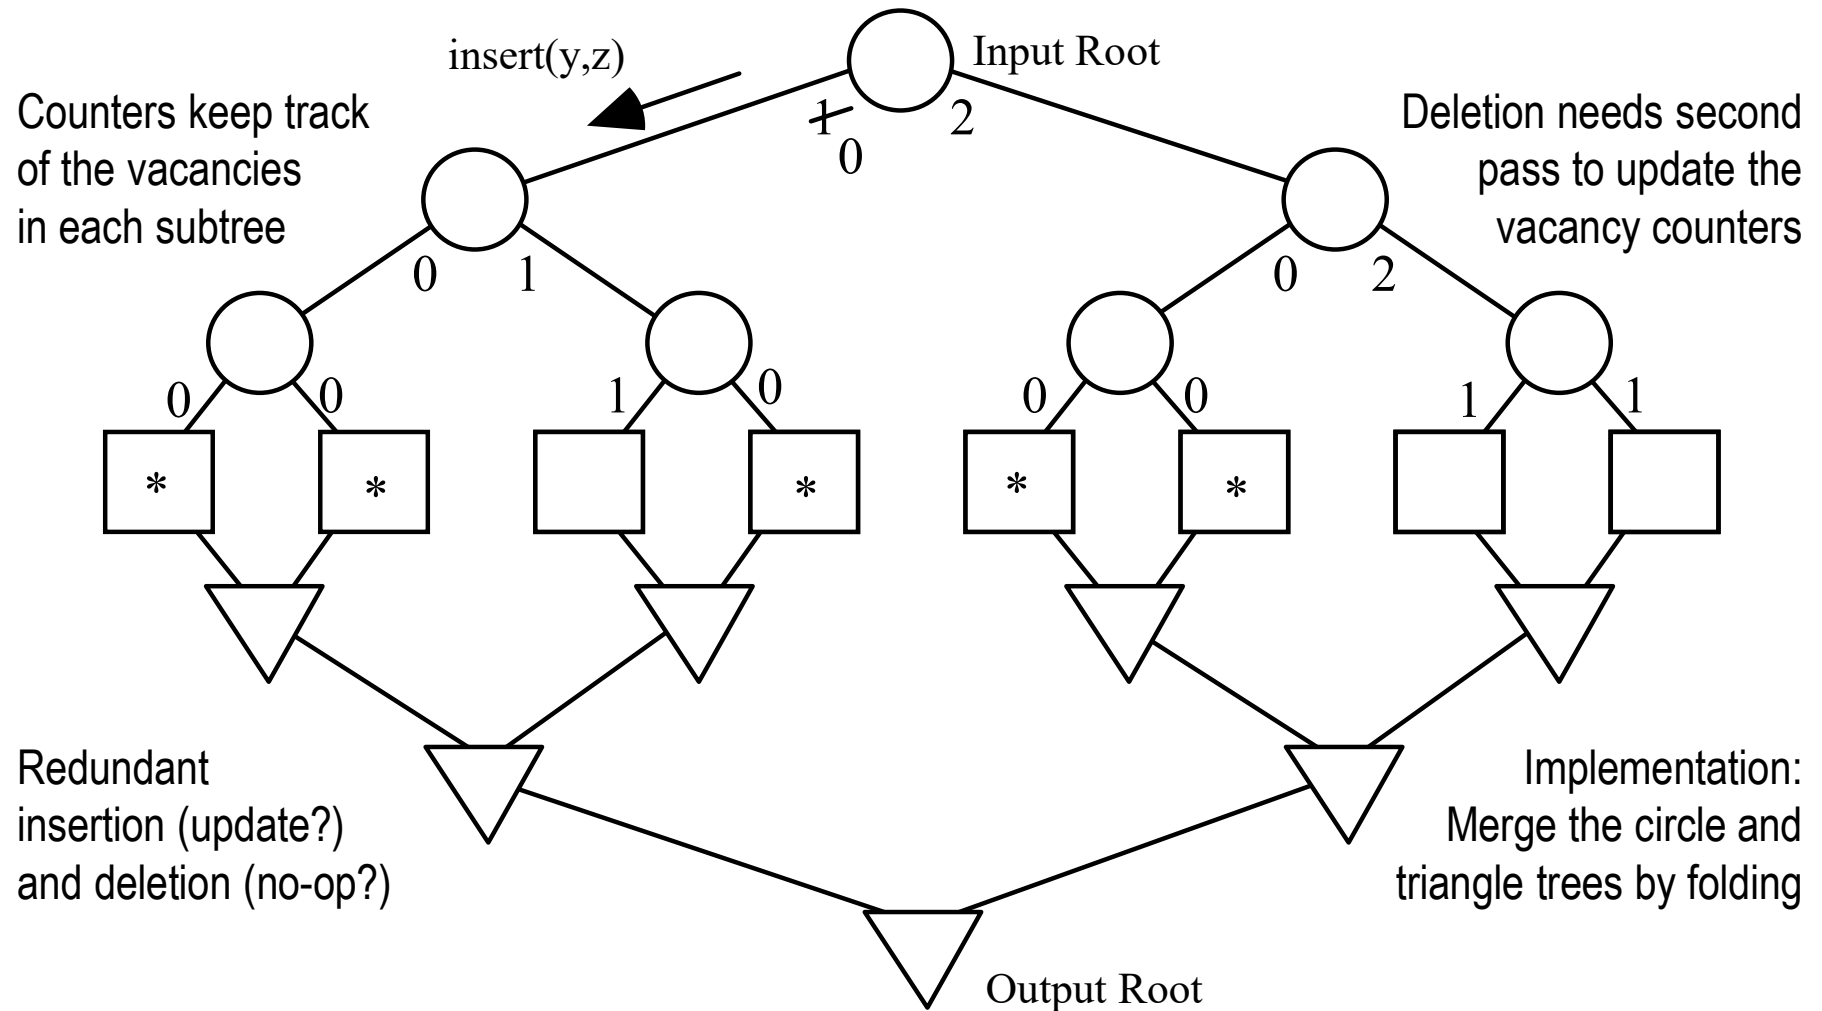 insert(y,z)
Input Root
Counters keep track
of the vacancies
in each subtree
Deletion needs second
pass to update the
vacancy counters
1 2
0
0 1 0 2
0 0 1 0 0 0 1 1
* * * * *
Redundant
insertion (update?)
and deletion (no-op?)
Implementation:
Merge the circle and
triangle trees by folding
Output Root